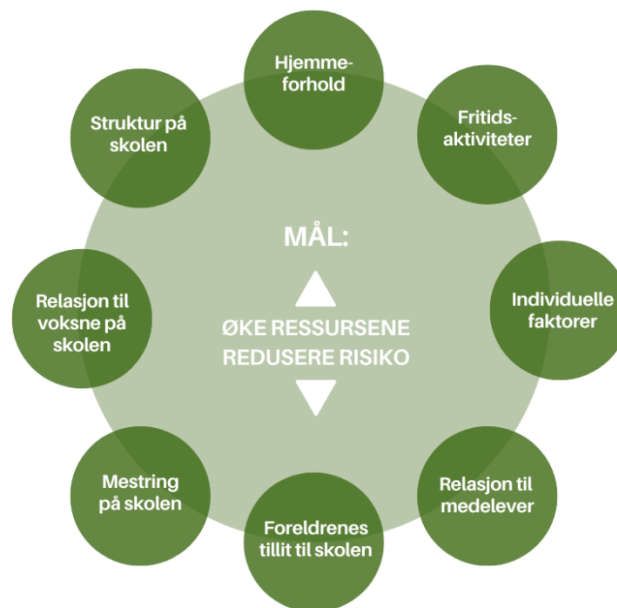 Hjemme-
forhold
Fritids-
aktiviteter
Individuelle
faktorer
Relasjon til
medelever
Foreldrenes
tillit til skolen
Mestring
på skolen
Relasjon til
voksne på
skolen
Struktur på
skolen
MÅL:
ØKE RESSURSENE
REDUSERE RISIKO